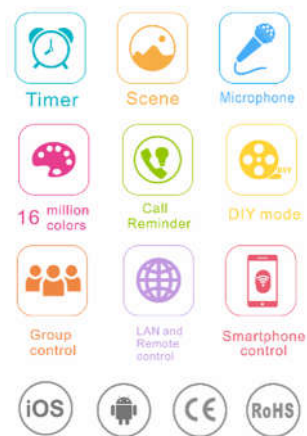 Timer
Scene
Microphone
16 million
colors
Call
Reminder
DIY mode
Group
control
LAN and
Remote
control
Smartphone
control
iOS
CE
RoHS